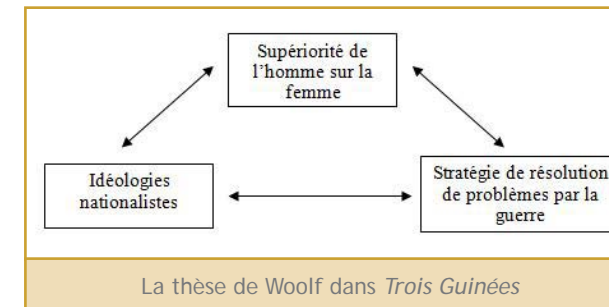 Supériorité de
l'homme sur la
femme
Idéologies
nationalistes
Stratégie de résolution
de problèmes par la
guerre
La thèse de Woolf dans Trois Guinées